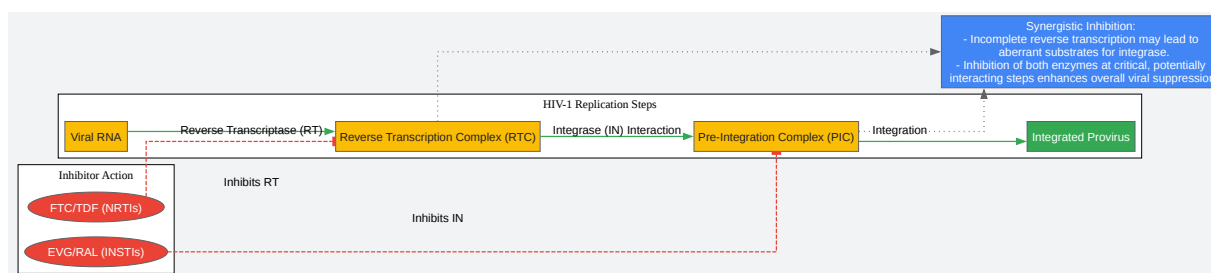 Synergistic Inhibition:
- Incomplete reverse transcription may lead to
aberrant substrates for integrase.
- Inhibition of both enzymes at critical, potentially
interacting steps enhances overall viral suppression
HIV-1 Replication Steps
Viral RNA
Reverse Transcriptase (RT)
Reverse Transcription Complex (RTC)
Integrase (IN) Interaction
Pre-Integration Complex (PIC)
Integration
Integrated Provirus
Inhibitor Action
Inhibits RT
FTC/TDF (NRTIs)
Inhibits IN
EVG/RAL (INSTIs)